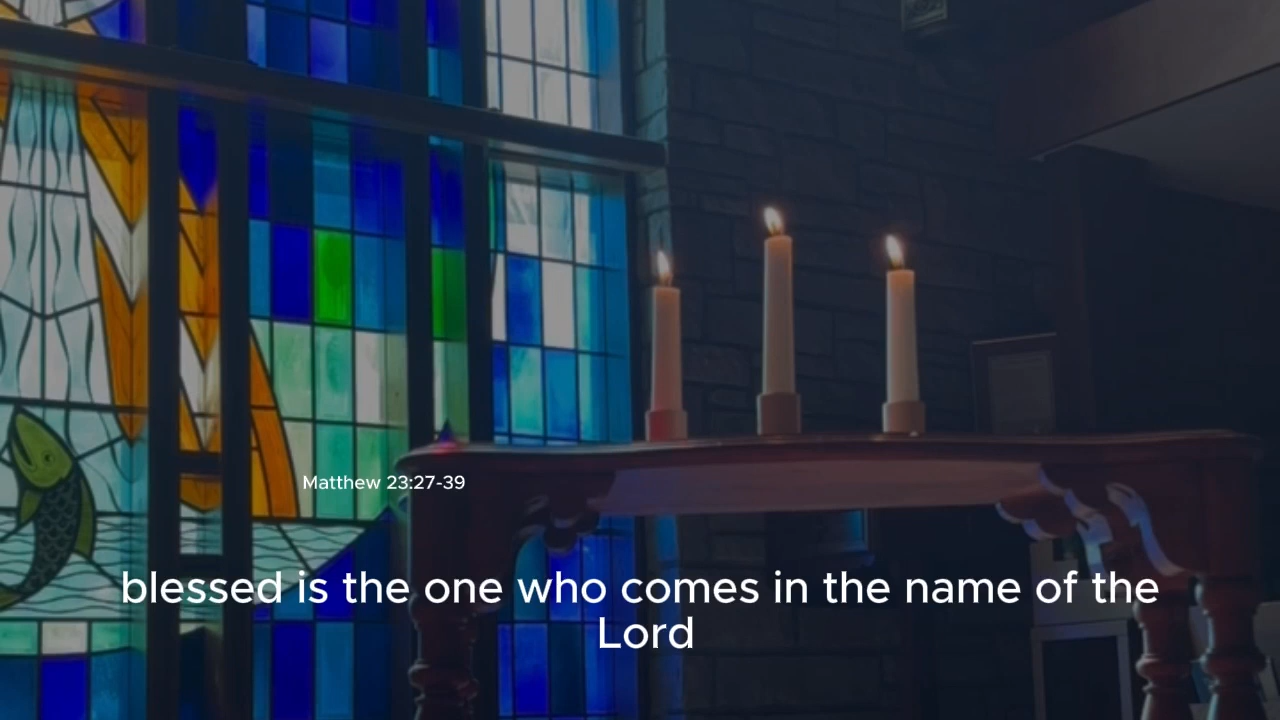 Matthew 23:27-39
blessed is the one who comes in the name of the
Lord